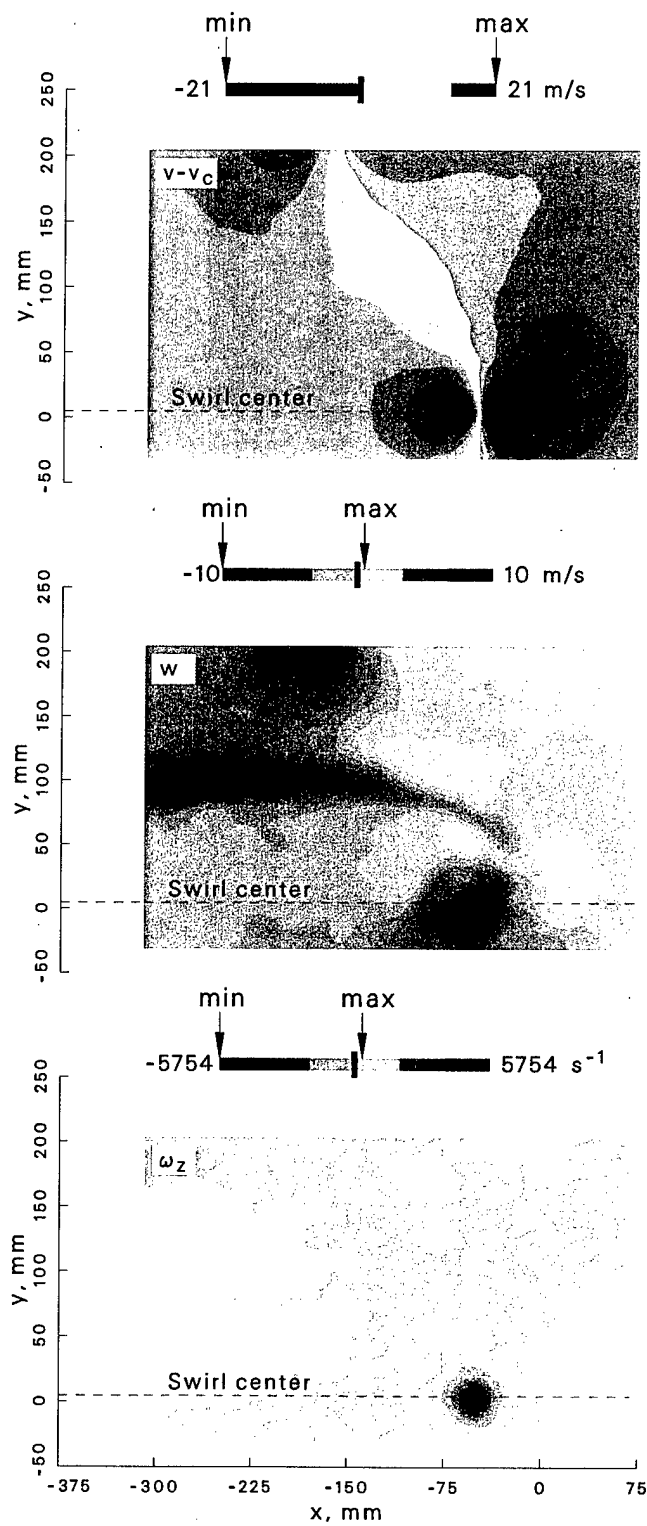 min max
-21 21 m/s
250
200
150
100
50
0
-50
y, mm
v-vc
Swirl center
min max
-10 10 m/s
250
200
150
100
50
0
-50
y, mm
w
Swirl center
min max
-5754 5754 s-1
250
200
150
100
50
0
-50
y, mm
ωz
Swirl center
-375 -300 -225 -150 -75 0 75
x, mm